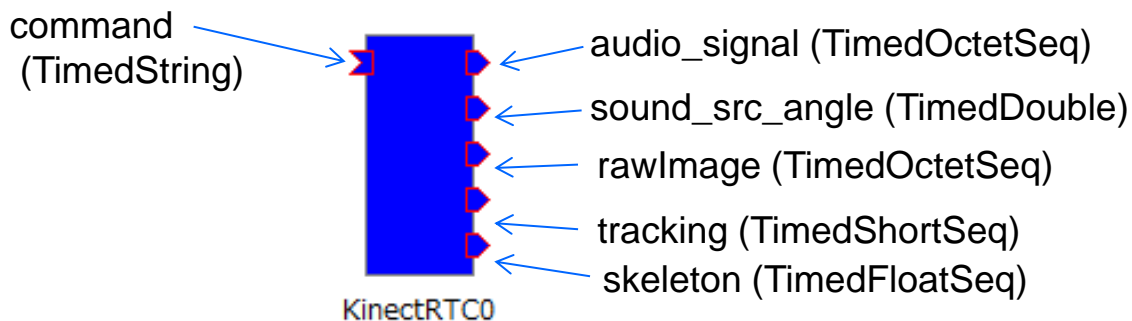 command
(TimedString)
audio_signal (TimedOctetSeq)
sound_src_angle (TimedDouble)
rawImage (TimedOctetSeq)
tracking (TimedShortSeq)
skeleton (TimedFloatSeq)
KinectRTC0